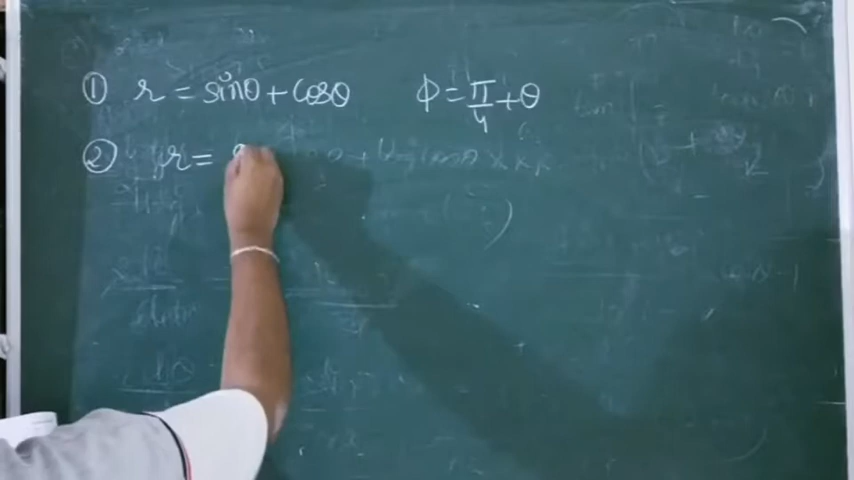 ① r = sinθ + cosθ    ϕ = π/4 + θ
② r =